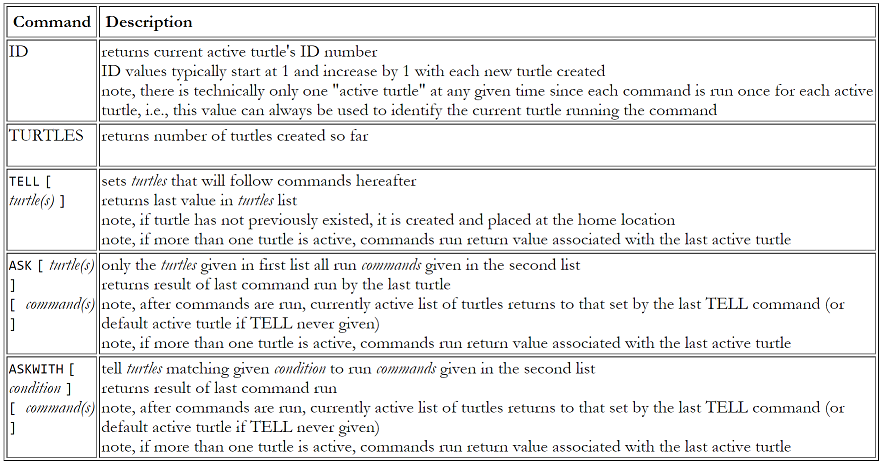 Command Description
ID
returns current active turtle's ID number
ID values typically start at 1 and increase by 1 with each new turtle created
note, there is technically only one "active turtle" at any given time since each command is run once for each active
turtle, i.e., this value can always be used to identify the current turtle running the command
TURTLES
returns number of turtles created so far
TELL [
turtle(s) ]
sets turtles that will follow commands hereafter
returns last value in turtles list
note, if turtle has not previously existed, it is created and placed at the home location
note, if more than one turtle is active, commands run return value associated with the last active turtle
ASK [ turtle(s)
]
[ command(s)
]
only the turtles given in first list all run commands given in the second list
returns result of last command run by the last turtle
note, after commands are run, currently active list of turtles returns to that set by the last TELL command (or
default active turtle if TELL never given)
note, if more than one turtle is active, commands run return value associated with the last active turtle
ASKWITH [
condition ]
[ command(s)
]
tell turtles matching given condition to run commands given in the second list
returns result of last command run
note, after commands are run, currently active list of turtles returns to that set by the last TELL command (or
default active turtle if TELL never given)
note, if more than one turtle is active, commands run return value associated with the last active turtle